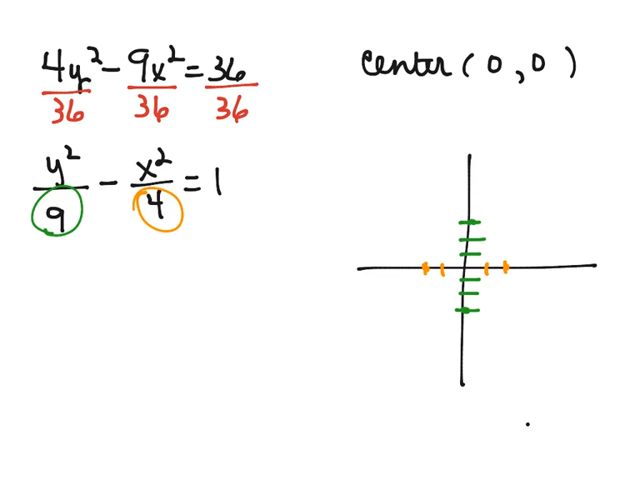 4y² - 9x² = 36
36 36 36
y²/9 - x²/4 = 1
center (0,0)